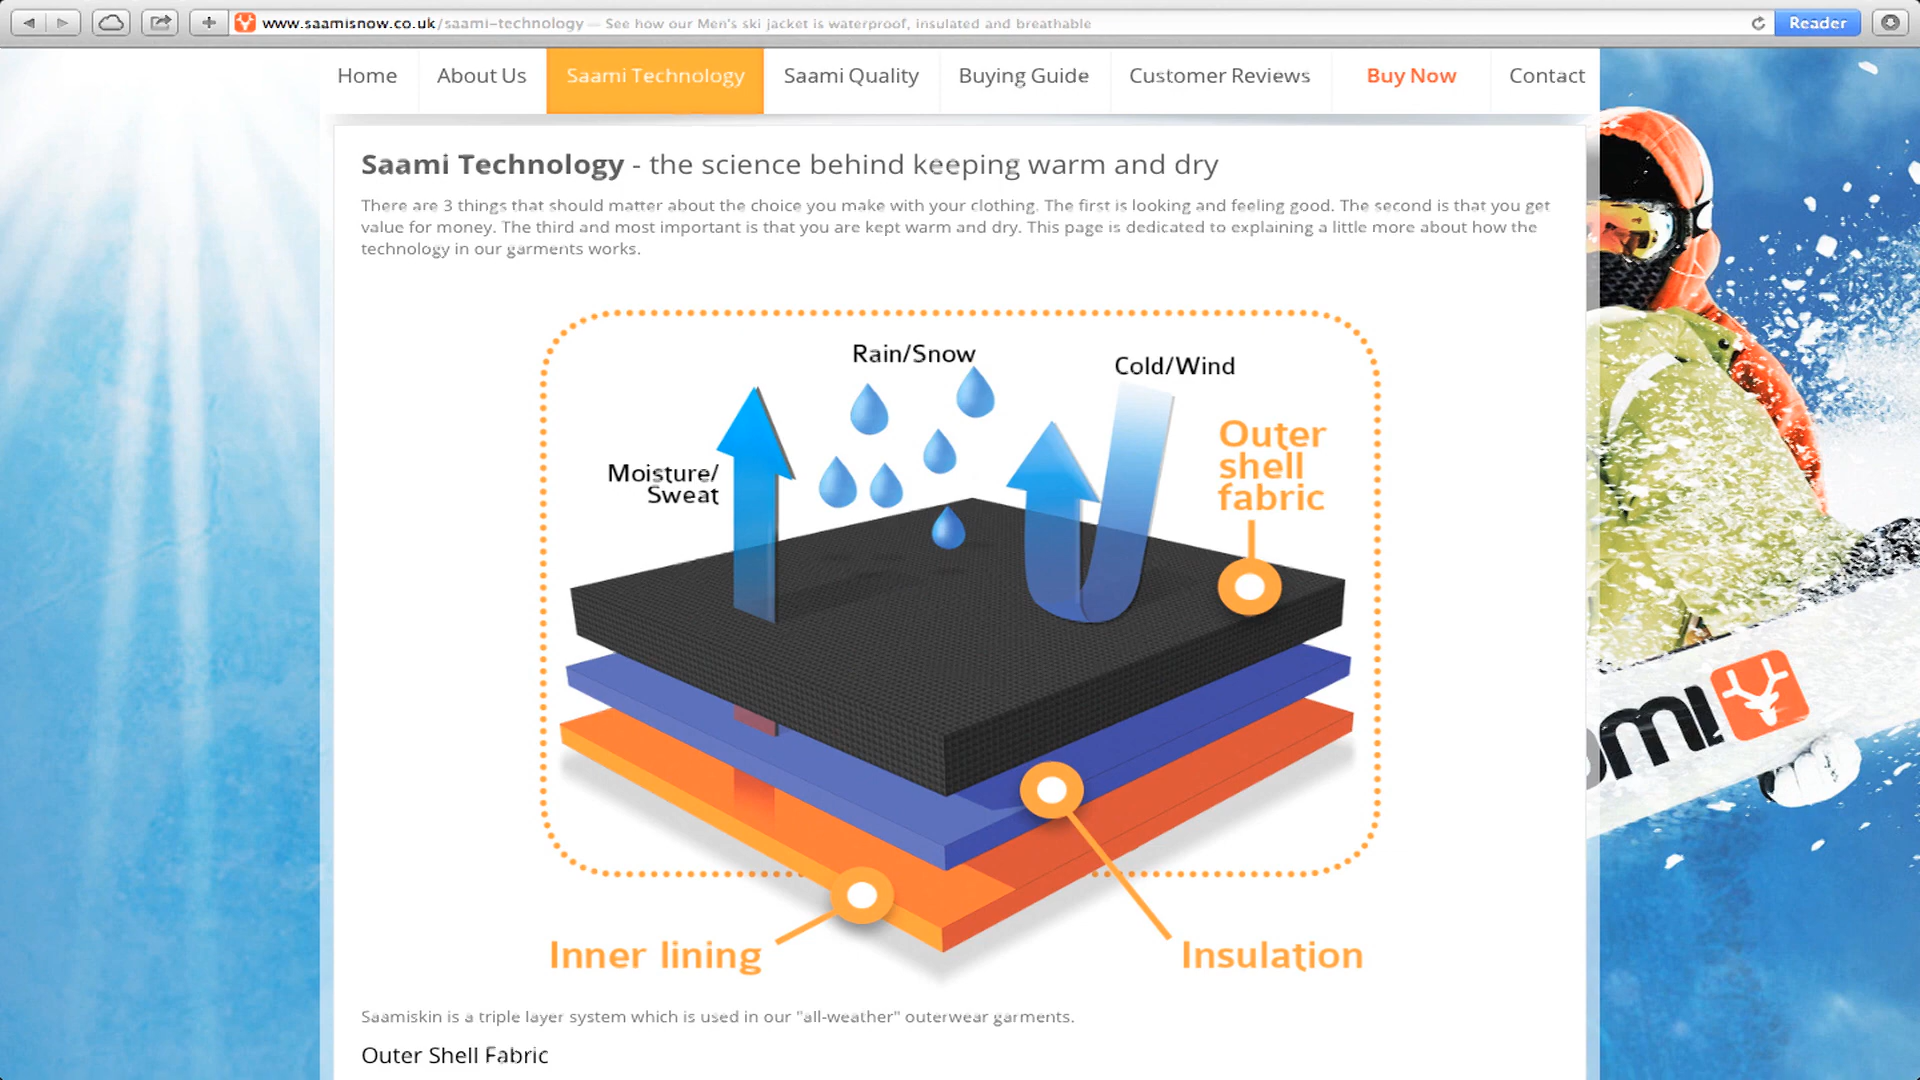 www.saamisnow.co.uk/saami-technology — See how our Men's ski jacket is waterproof, insulated and breathable
Reader
Home
About Us
Saami Technology
Saami Quality
Buying Guide
Customer Reviews
Buy Now
Contact
Saami Technology - the science behind keeping warm and dry
There are 3 things that should matter about the choice you make with your clothing. The first is looking and feeling good. The second is that you get
value for money. The third and most important is that you are kept warm and dry. This page is dedicated to explaining a little more about how the
technology in our garments works.
Rain/Snow
Cold/Wind
Outer
shell
fabric
Moisture/
Sweat
Inner lining
Insulation
Saamiskin is a triple layer system which is used in our "all-weather" outerwear garments.
Outer Shell Fabric